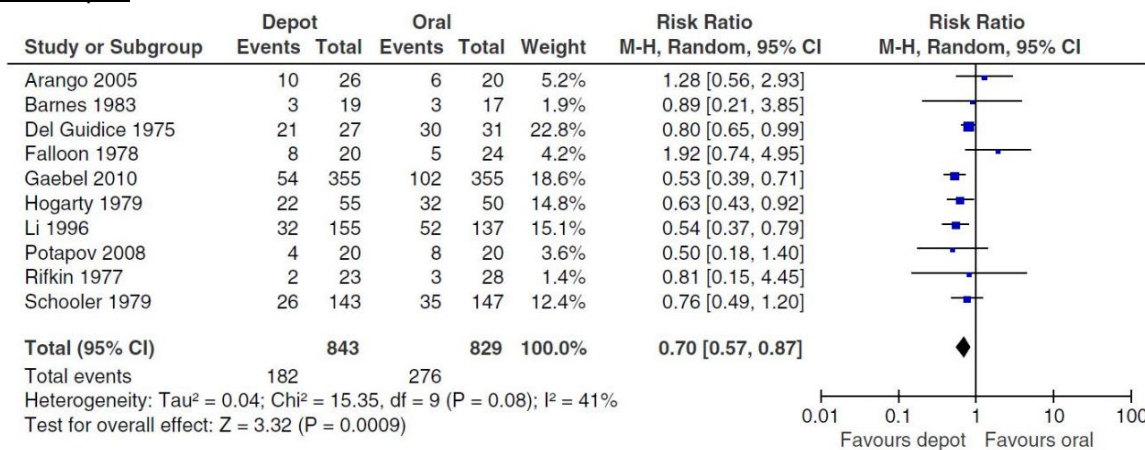 Depot Oral Risk Ratio Risk Ratio
Study or Subgroup Events Total Events Total Weight M-H, Random, 95% CI M-H, Random, 95% CI
Arango 2005 10 26 6 20 5.2% 1.28 [0.56, 2.93]
Barnes 1983 3 19 3 17 1.9% 0.89 [0.21, 3.85]
Del Guidice 1975 21 27 30 31 22.8% 0.80 [0.65, 0.99]
Falloon 1978 8 20 5 24 4.2% 1.92 [0.74, 4.95]
Gaebel 2010 54 355 102 355 18.6% 0.53 [0.39, 0.71]
Hogarty 1979 22 55 32 50 14.8% 0.63 [0.43, 0.92]
Li 1996 32 155 52 137 15.1% 0.54 [0.37, 0.79]
Potapov 2008 4 20 8 20 3.6% 0.50 [0.18, 1.40]
Rifkin 1977 2 23 3 28 1.4% 0.81 [0.15, 4.45]
Schooler 1979 26 143 35 147 12.4% 0.76 [0.49, 1.20]
Total (95% CI) 843 829 100.0% 0.70 [0.57, 0.87]
Total events 182 276
Heterogeneity: Tau² = 0.04; Chi² = 15.35, df = 9 (P = 0.08); I² = 41%
Test for overall effect: Z = 3.32 (P = 0.0009)
0.01 0.1 1 10 100
Favours depot Favours oral